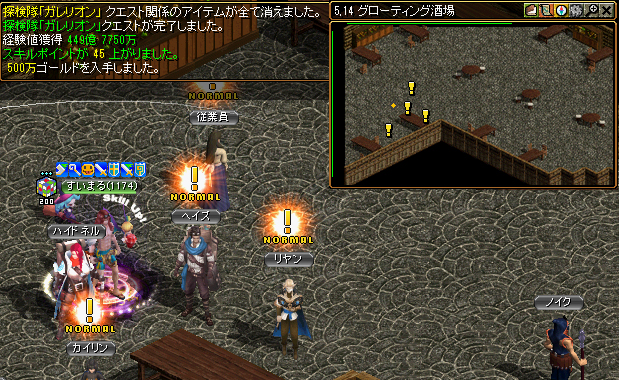 探検隊「ガレリオン」クエスト関係のアイテムが全て消えました。
探検隊「ガレリオン」クエストが完了しました。
経験値獲得 449億 7750万
スキルポイントが 45 上がりました。
500万ゴールドを入手しました。
5,14 グローティング酒場
NORMAL
従業員
すいまる(1174)
200
Skill Up!
NORMAL
ヘイズ
ハイドネル
NORMAL
リヤン
ノイク
NORMAL
カイリン